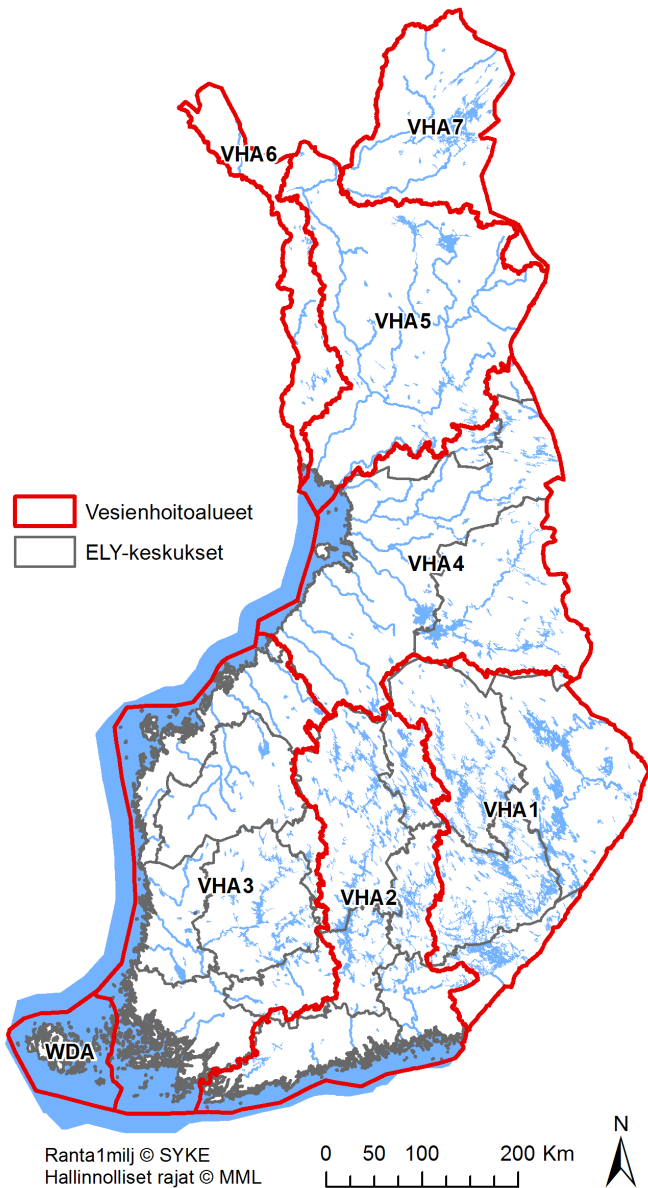 VHA7
VHA6
VHA5
Vesienhoitoalueet
ELY-keskukset
VHA4
VHA1
VHA3
VHA2
WDA
N
Ranta1milj © SYKE
Hallinnolliset rajat © MML
0 50 100 200 Km